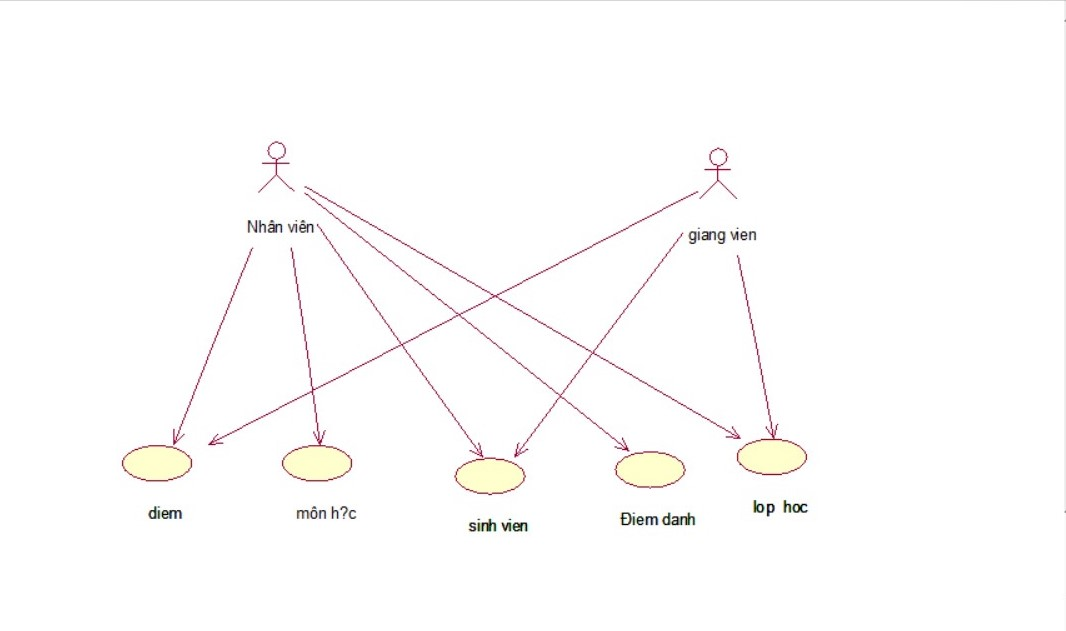 Nhân viên
giang vien
diem
môn h?c
sinh vien
Điem danh
lop hoc